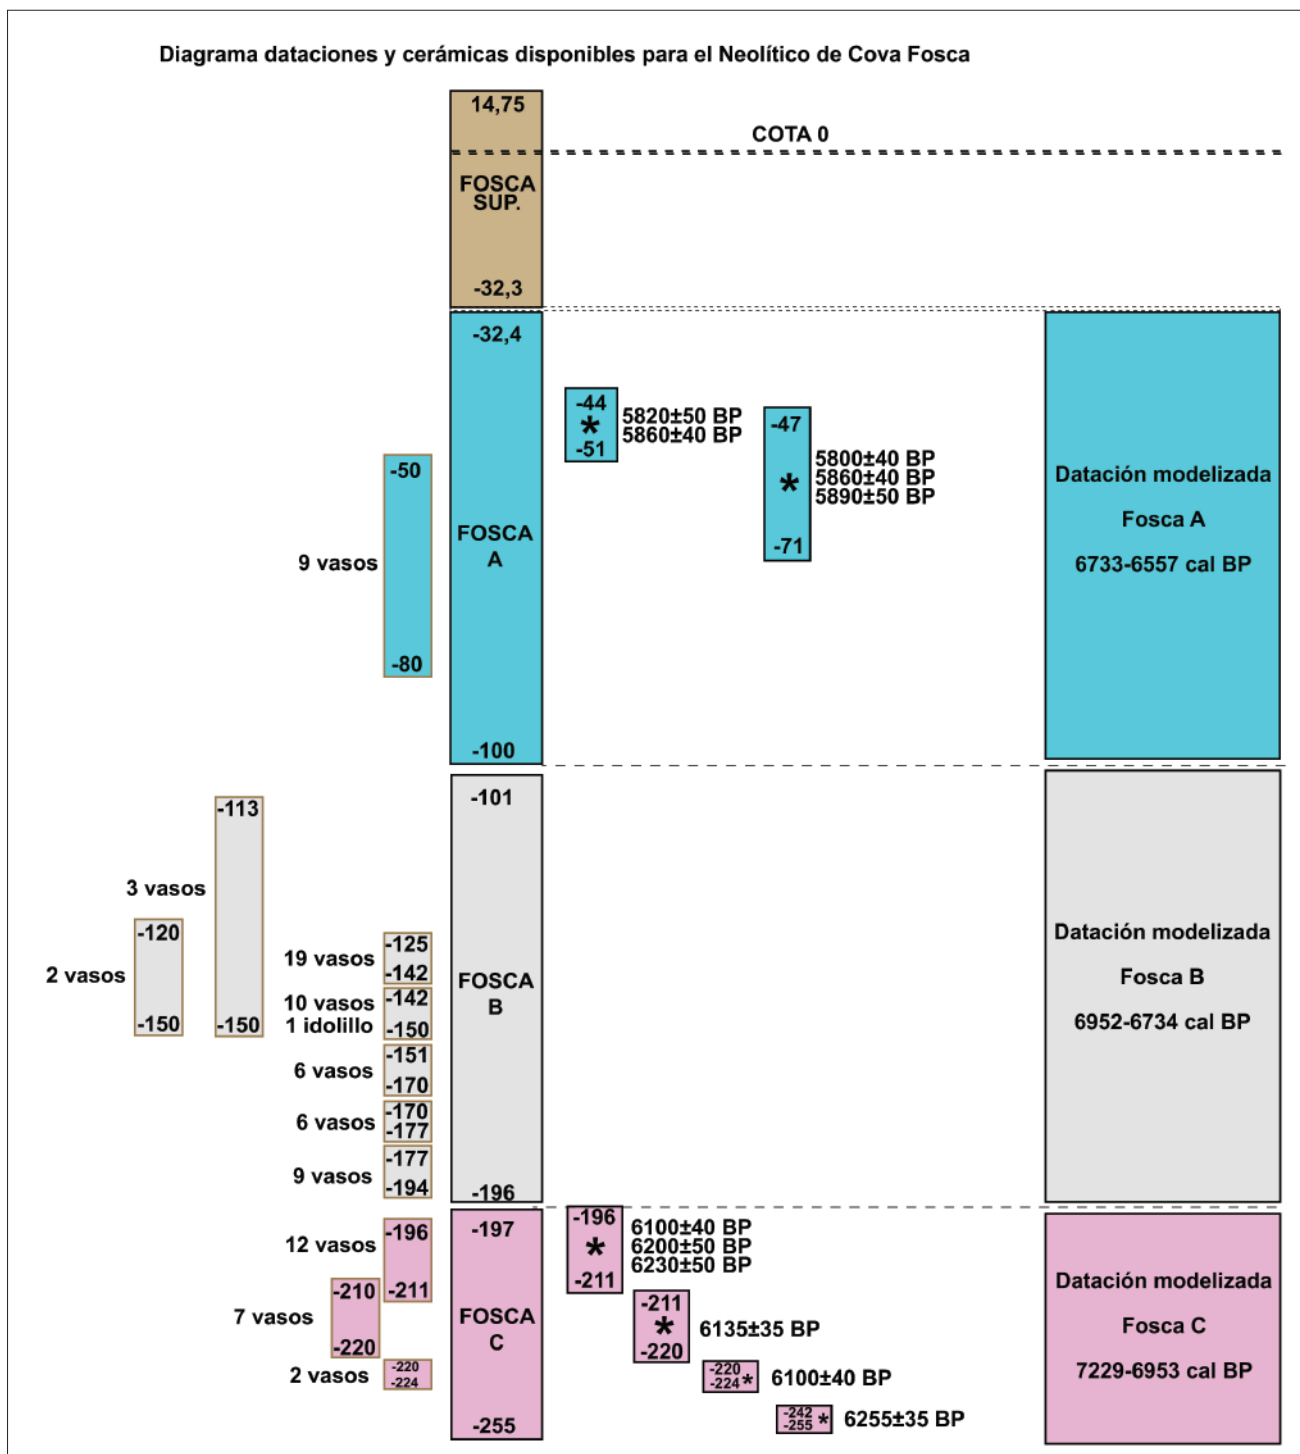 Diagrama dataciones y cerámicas disponibles para el Neolítico de Cova Fosca
14,75
COTA 0
FOSCA
SUP.
-32,3
-32,4
-44
-51
5820±50 BP
5860±40 BP
-47
-71
5800±40 BP
5860±40 BP
5890±50 BP
-50
-80
9 vasos
FOSCA
A
-100
Datación modelizada
Fosca A
6733-6557 cal BP
-101
-113
-150
3 vasos
-120
-150
2 vasos
19 vasos
-125
-142
10 vasos
1 idolillo
-142
-150
6 vasos
-151
-170
6 vasos
-170
-177
9 vasos
-177
-194
FOSCA
B
-196
Datación modelizada
Fosca B
6952-6734 cal BP
-197
12 vasos
-196
-211
7 vasos
-210
-220
2 vasos
-220
-224
FOSCA
C
-255
-196
*
-211
6100±40 BP
6200±50 BP
6230±50 BP
-211
*
-220
6135±35 BP
-220
-224 *
6100±40 BP
-242
-255 *
6255±35 BP
Datación modelizada
Fosca C
7229-6953 cal BP